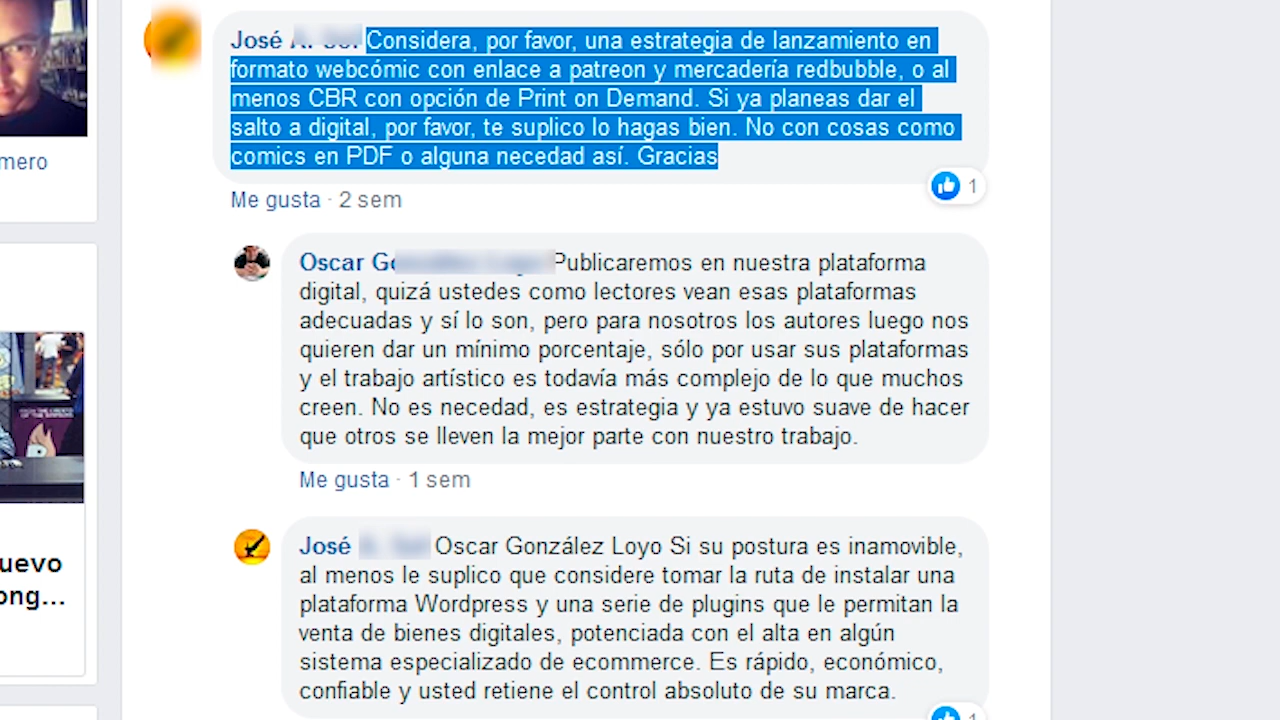 José Considera, por favor, una estrategia de lanzamiento en
formato webcómic con enlace a patreon y mercadería redbubble, o al
menos CBR con opción de Print on Demand. Si ya planeas dar el
salto a digital, por favor, te suplico lo hagas bien. No con cosas como
comics en PDF o alguna necedad así. Gracias
1
Me gusta · 2 sem
mero
Oscar Publicaremos en nuestra plataforma
digital, quizá ustedes como lectores vean esas plataformas
adecuadas y sí lo son, pero para nosotros los autores luego nos
quieren dar un mínimo porcentaje, sólo por usar sus plataformas
y el trabajo artístico es todavía más complejo de lo que muchos
creen. No es necedad, es estrategia y ya estuvo suave de hacer
que otros se lleven la mejor parte con nuestro trabajo.
Me gusta · 1 sem
José Oscar González Loyo Si su postura es inamovible,
al menos le suplico que considere tomar la ruta de instalar una
plataforma Wordpress y una serie de plugins que le permitan la
venta de bienes digitales, potenciada con el alta en algún
sistema especializado de ecommerce. Es rápido, económico,
confiable y usted retiene el control absoluto de su marca.
1
uevo
ong...